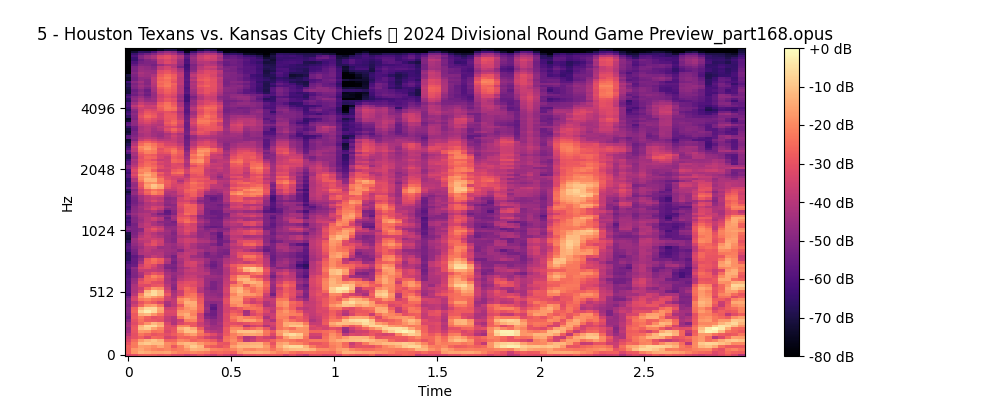 5 - Houston Texans vs. Kansas City Chiefs ▯ 2024 Divisional Round Game Preview_part168.opus
+0 dB
4096
-10 dB
-20 dB
2048
-30 dB
Hz
1024
-40 dB
-50 dB
512
-60 dB
-70 dB
0
-80 dB
0 0.5 1 1.5 2 2.5
Time